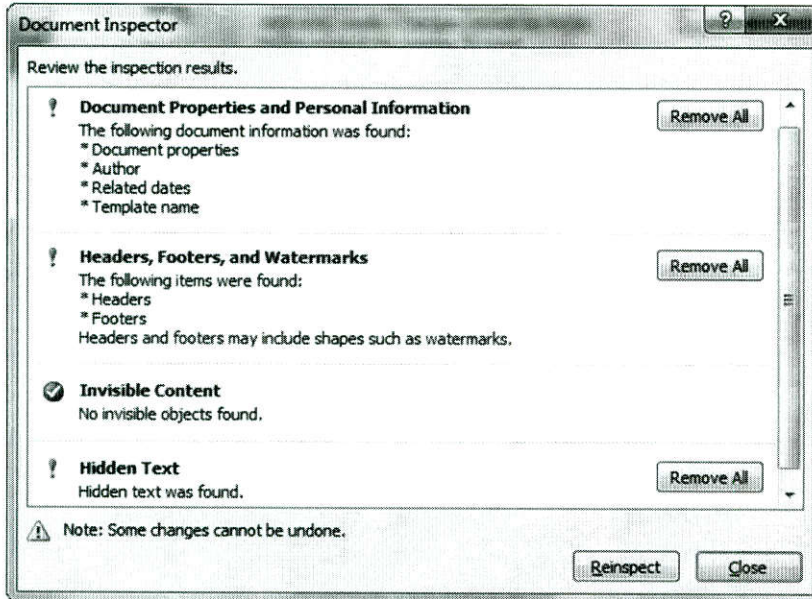 Document Inspector
Review the inspection results.
Document Properties and Personal Information
Remove All
The following document information was found:
* Document properties
* Author
* Related dates
* Template name
Headers, Footers, and Watermarks
Remove All
The following items were found:
* Headers
* Footers
Headers and footers may include shapes such as watermarks.
Invisible Content
No invisible objects found.
Hidden Text
Remove All
Hidden text was found.
Note: Some changes cannot be undone.
Reinspect
Close